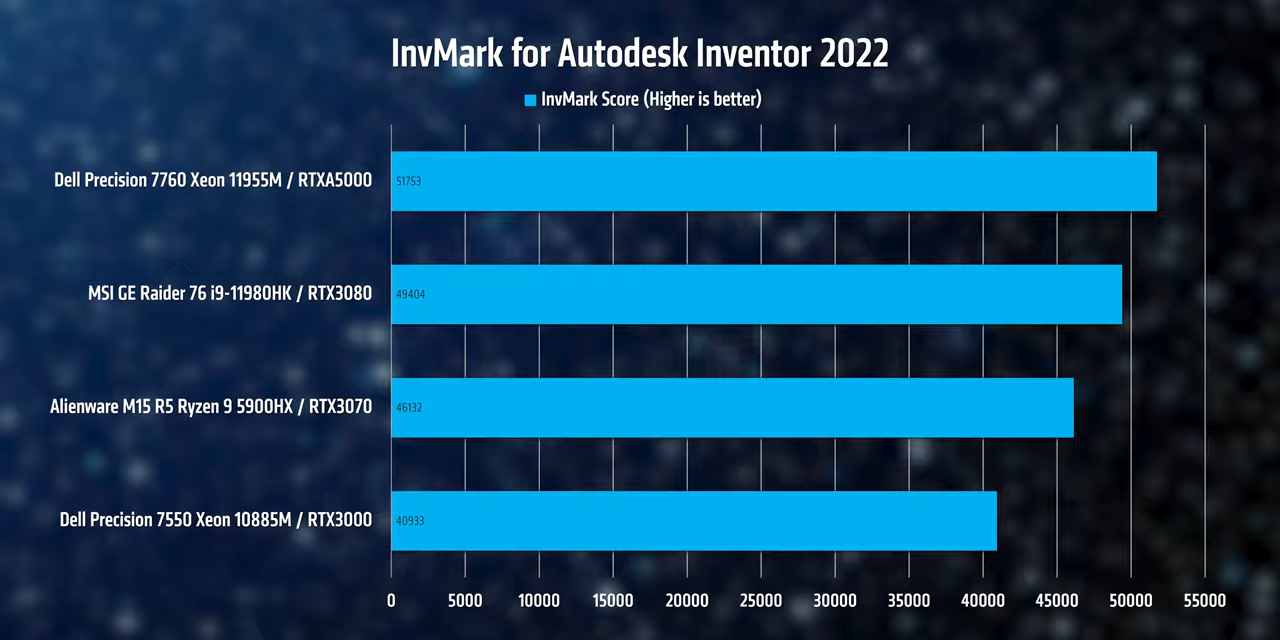 InvMark for Autodesk Inventor 2022
InvMark Score (Higher is better)
Dell Precision 7760 Xeon 11955M / RTXA5000
51753
MSI GE Raider 76 i9-11980HK / RTX3080
49404
Alienware M15 R5 Ryzen 9 5900HX / RTX3070
46132
Dell Precision 7550 Xeon 10885M / RTX3000
40933
0 5000 10000 15000 20000 25000 30000 35000 40000 45000 50000 55000